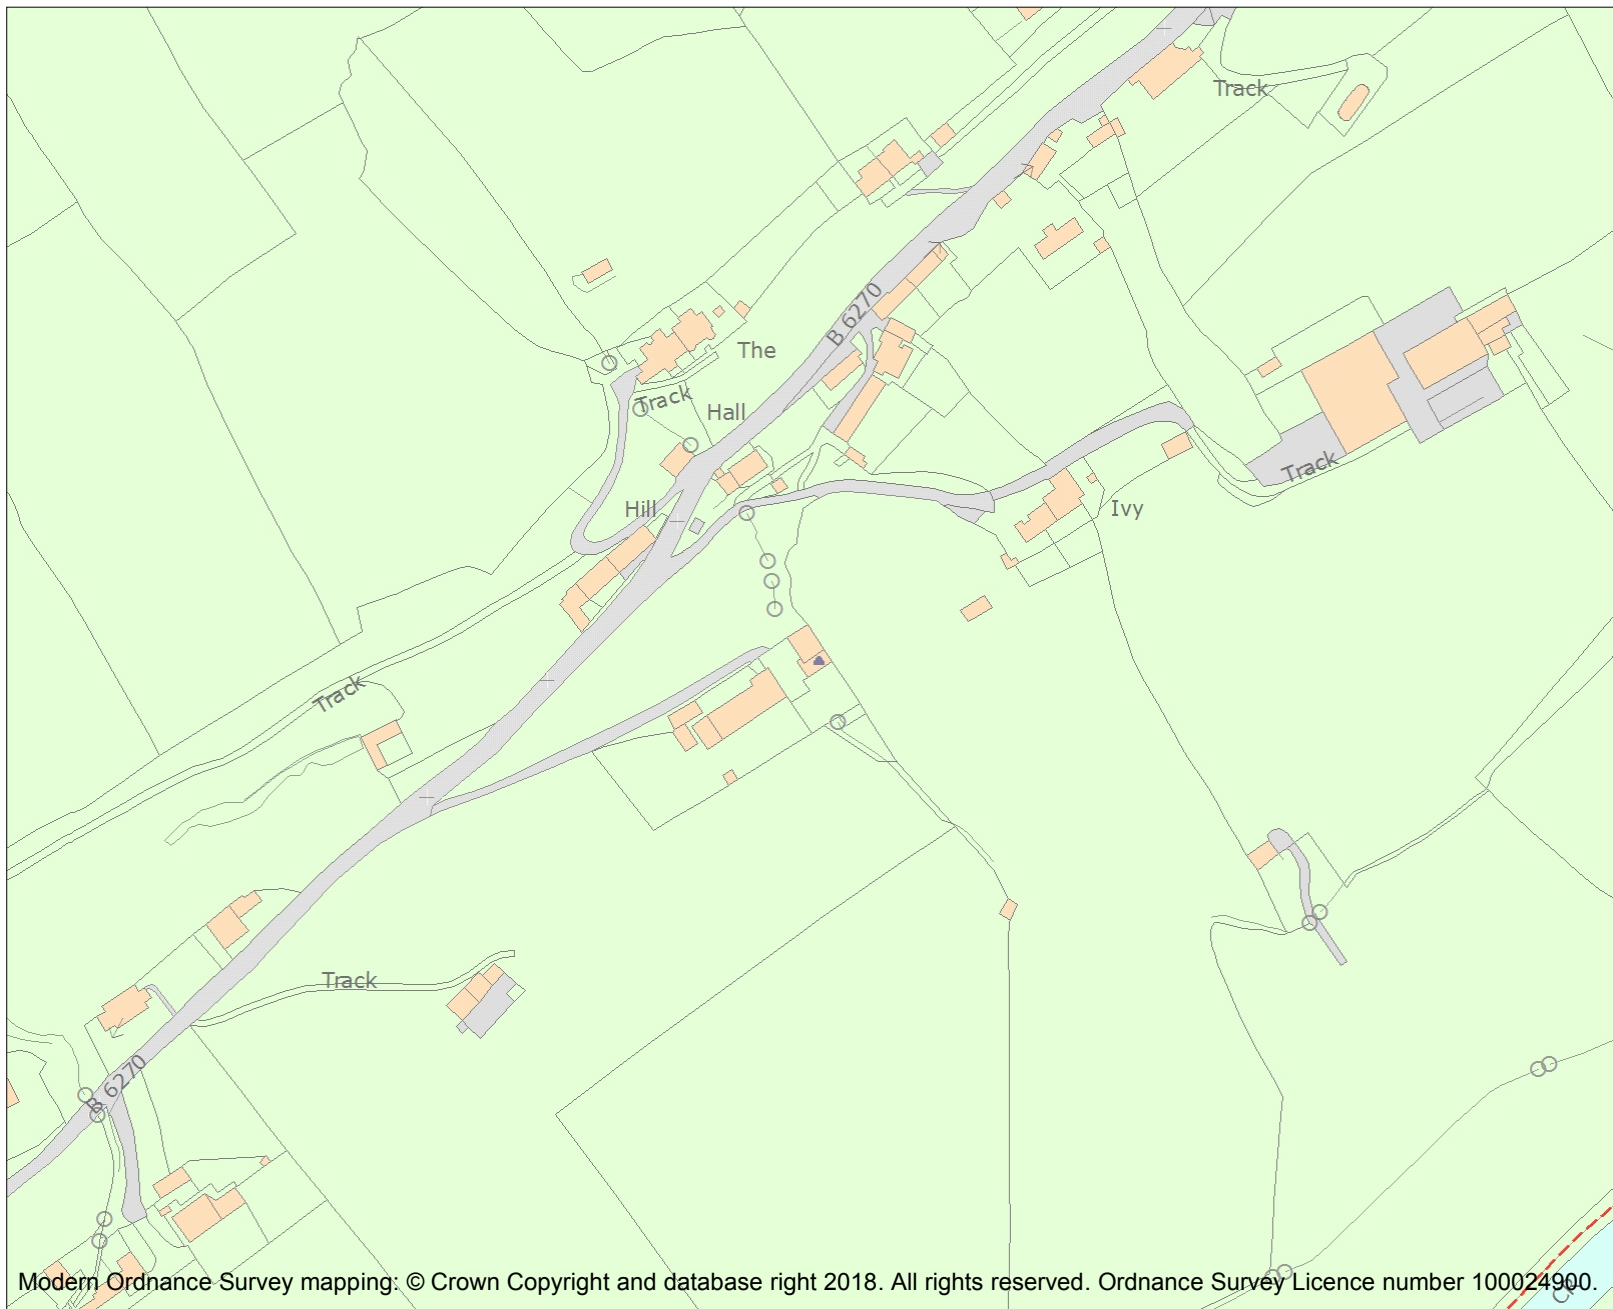 Track
B 6270
The
Track
Hall
Track
Hill
Ivy
Track
Track
B 6270
CP
Modern Ordnance Survey mapping: © Crown Copyright and database right 2018. All rights reserved. Ordnance Survey Licence number 100024900.